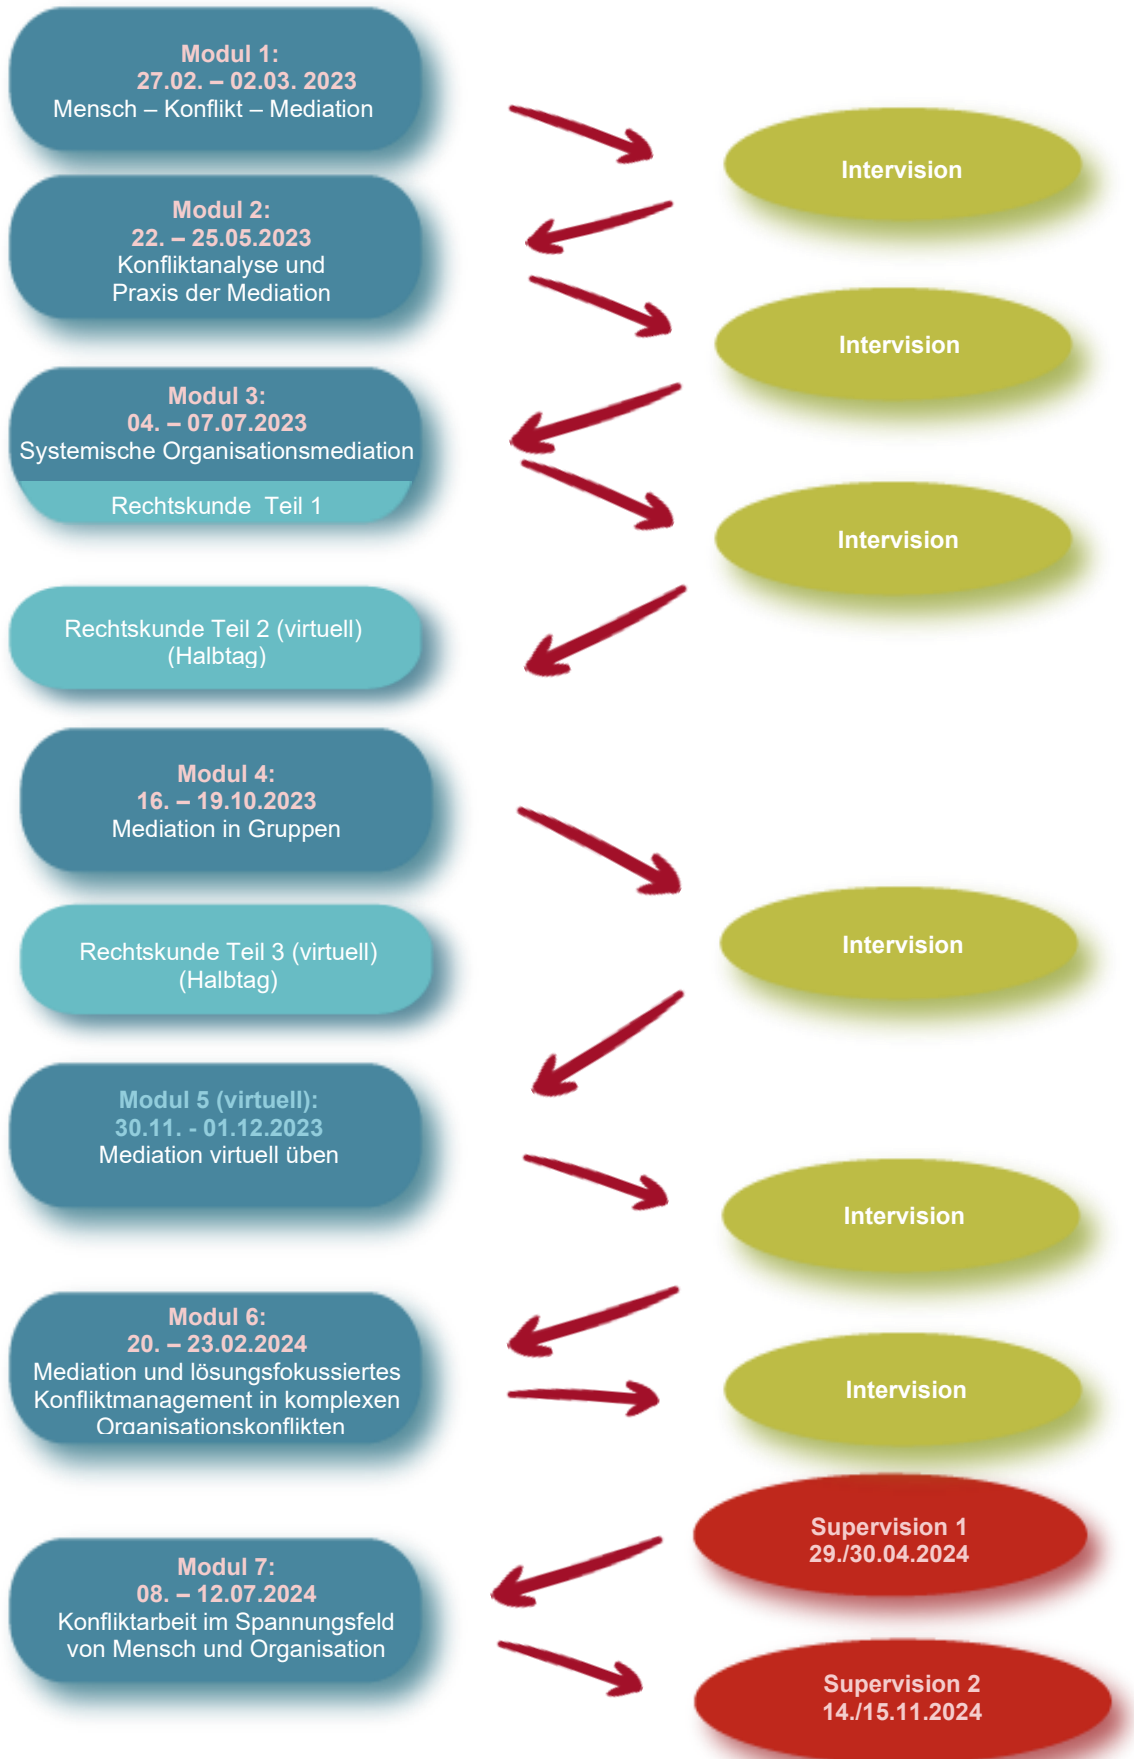 Modul 1:
27.02. – 02.03. 2023
Mensch – Konflikt – Mediation
Intervision
Modul 2:
22. – 25.05.2023
Konfliktanalyse und
Praxis der Mediation
Intervision
Modul 3:
04. – 07.07.2023
Systemische Organisationsmediation
Rechtskunde Teil 1
Intervision
Rechtskunde Teil 2 (virtuell)
(Halbtag)
Modul 4:
16. – 19.10.2023
Mediation in Gruppen
Intervision
Rechtskunde Teil 3 (virtuell)
(Halbtag)
Modul 5 (virtuell):
30.11. - 01.12.2023
Mediation virtuell üben
Intervision
Modul 6:
20. – 23.02.2024
Mediation und lösungsfokussiertes
Konfliktmanagement in komplexen
Organisationskonflikten
Intervision
Supervision 1
29./30.04.2024
Modul 7:
08. – 12.07.2024
Konfliktarbeit im Spannungsfeld
von Mensch und Organisation
Supervision 2
14./15.11.2024